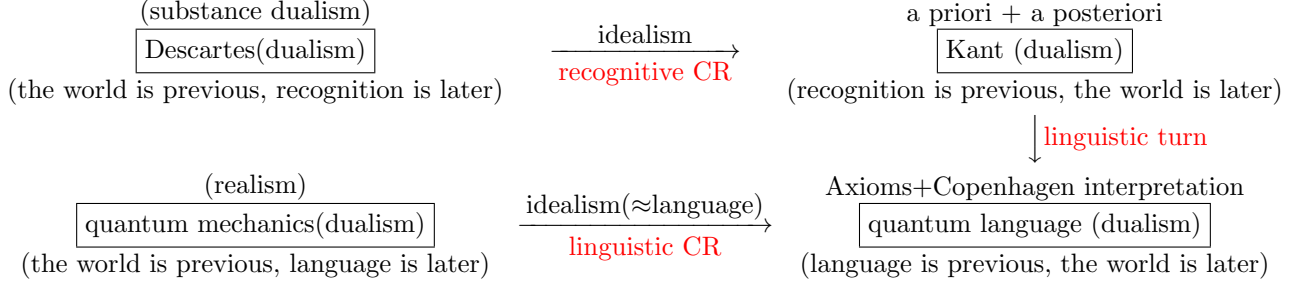 (substance dualism)
a priori + a posteriori
Descartes(dualism)
idealism
recognitive CR
Kant (dualism)
(the world is previous, recognition is later)
(recognition is previous, the world is later)
linguistic turn
(realism)
Axioms+Copenhagen interpretation
quantum mechanics(dualism)
idealism(≈language)
linguistic CR
quantum language (dualism)
(the world is previous, language is later)
(language is previous, the world is later)